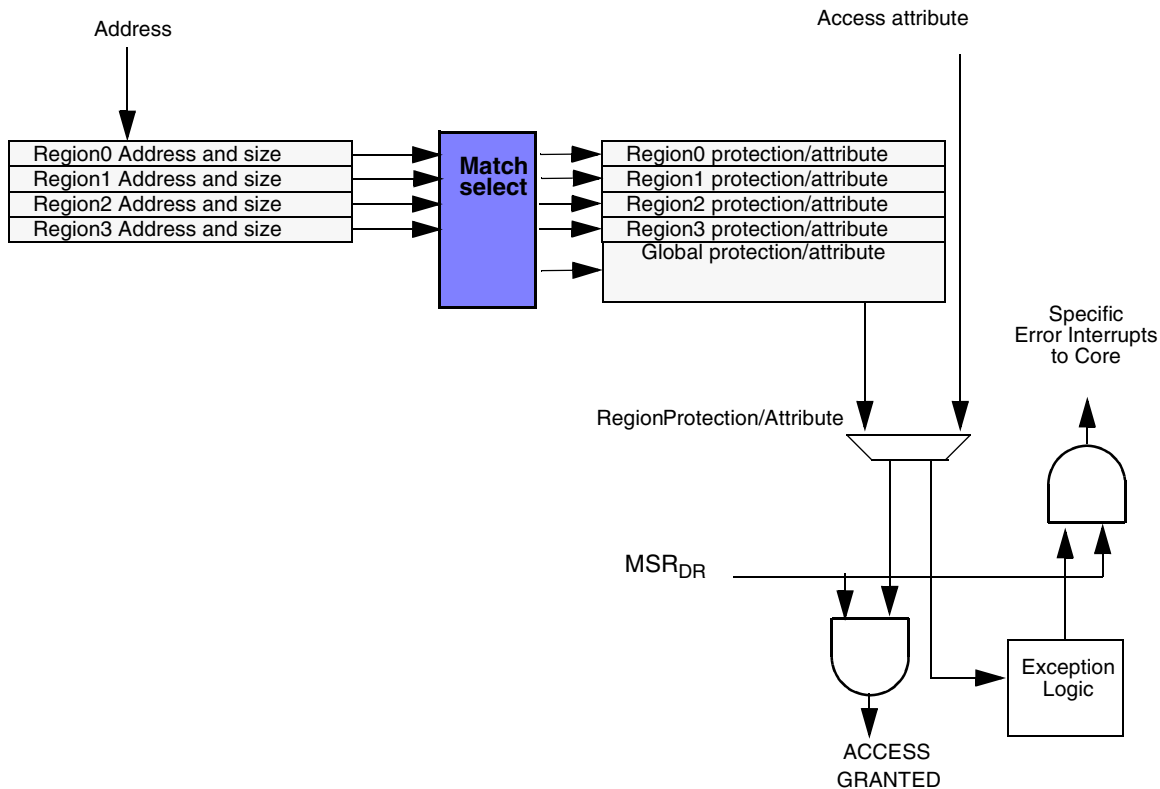 Access attribute
Address
Region0 Address and size
Region1 Address and size
Region2 Address and size
Region3 Address and size
Match
select
Region0 protection/attribute
Region1 protection/attribute
Region2 protection/attribute
Region3 protection/attribute
Global protection/attribute
Specific
Error Interrupts
to Core
RegionProtection/Attribute
MSRDR
Exception
Logic
ACCESS
GRANTED